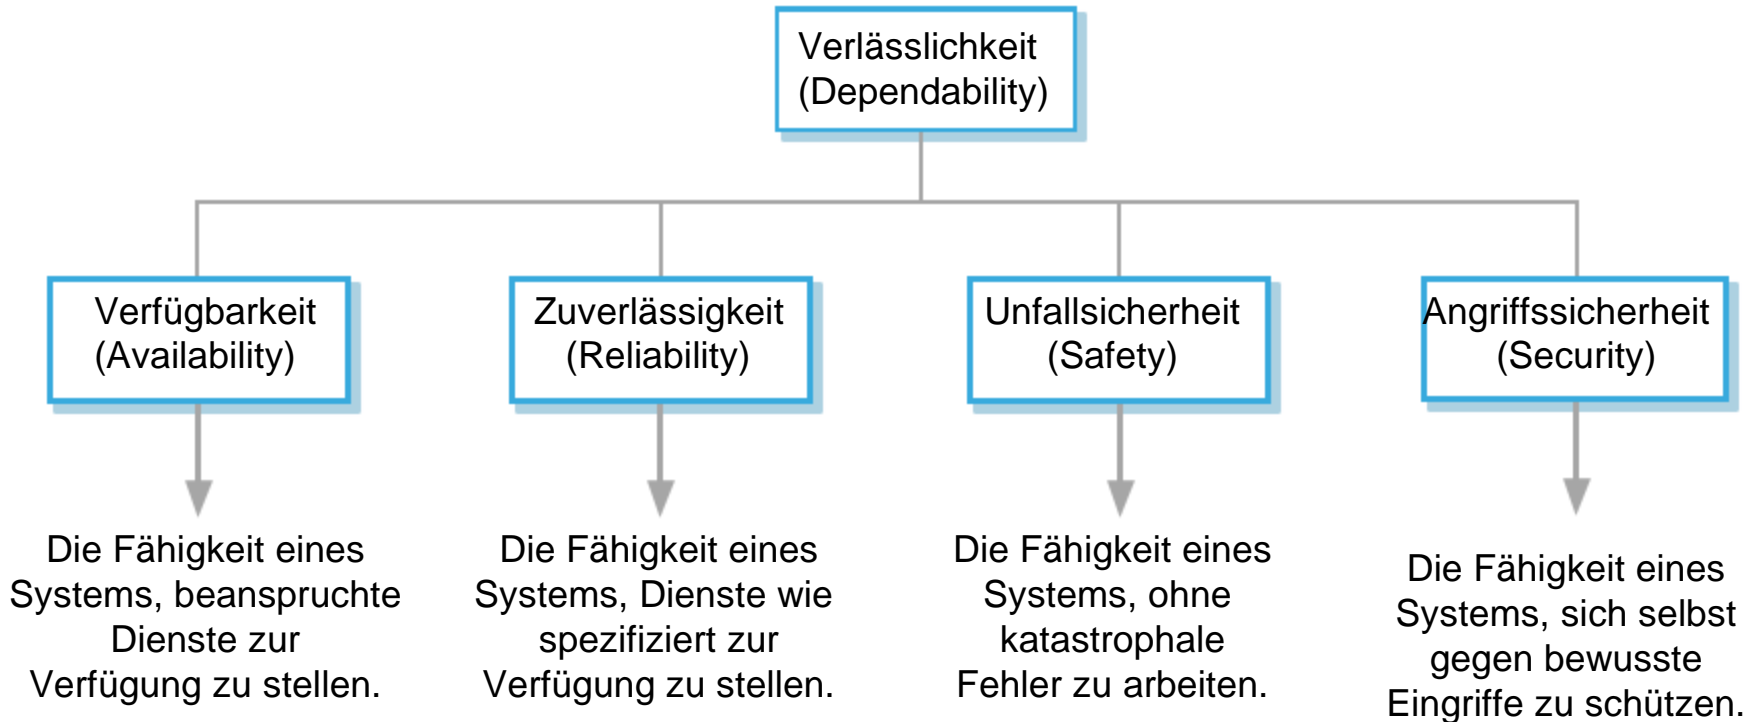 Verlässlichkeit
(Dependability)
Verfügbarkeit
(Availability)
Zuverlässigkeit
(Reliability)
Unfallsicherheit
(Safety)
Angriffssicherheit
(Security)
Die Fähigkeit eines
Systems, beanspruchte
Dienste zur
Verfügung zu stellen.
Die Fähigkeit eines
Systems, Dienste wie
spezifiziert zur
Verfügung zu stellen.
Die Fähigkeit eines
Systems, ohne
katastrophale
Fehler zu arbeiten.
Die Fähigkeit eines
Systems, sich selbst
gegen bewusste
Eingriffe zu schützen.